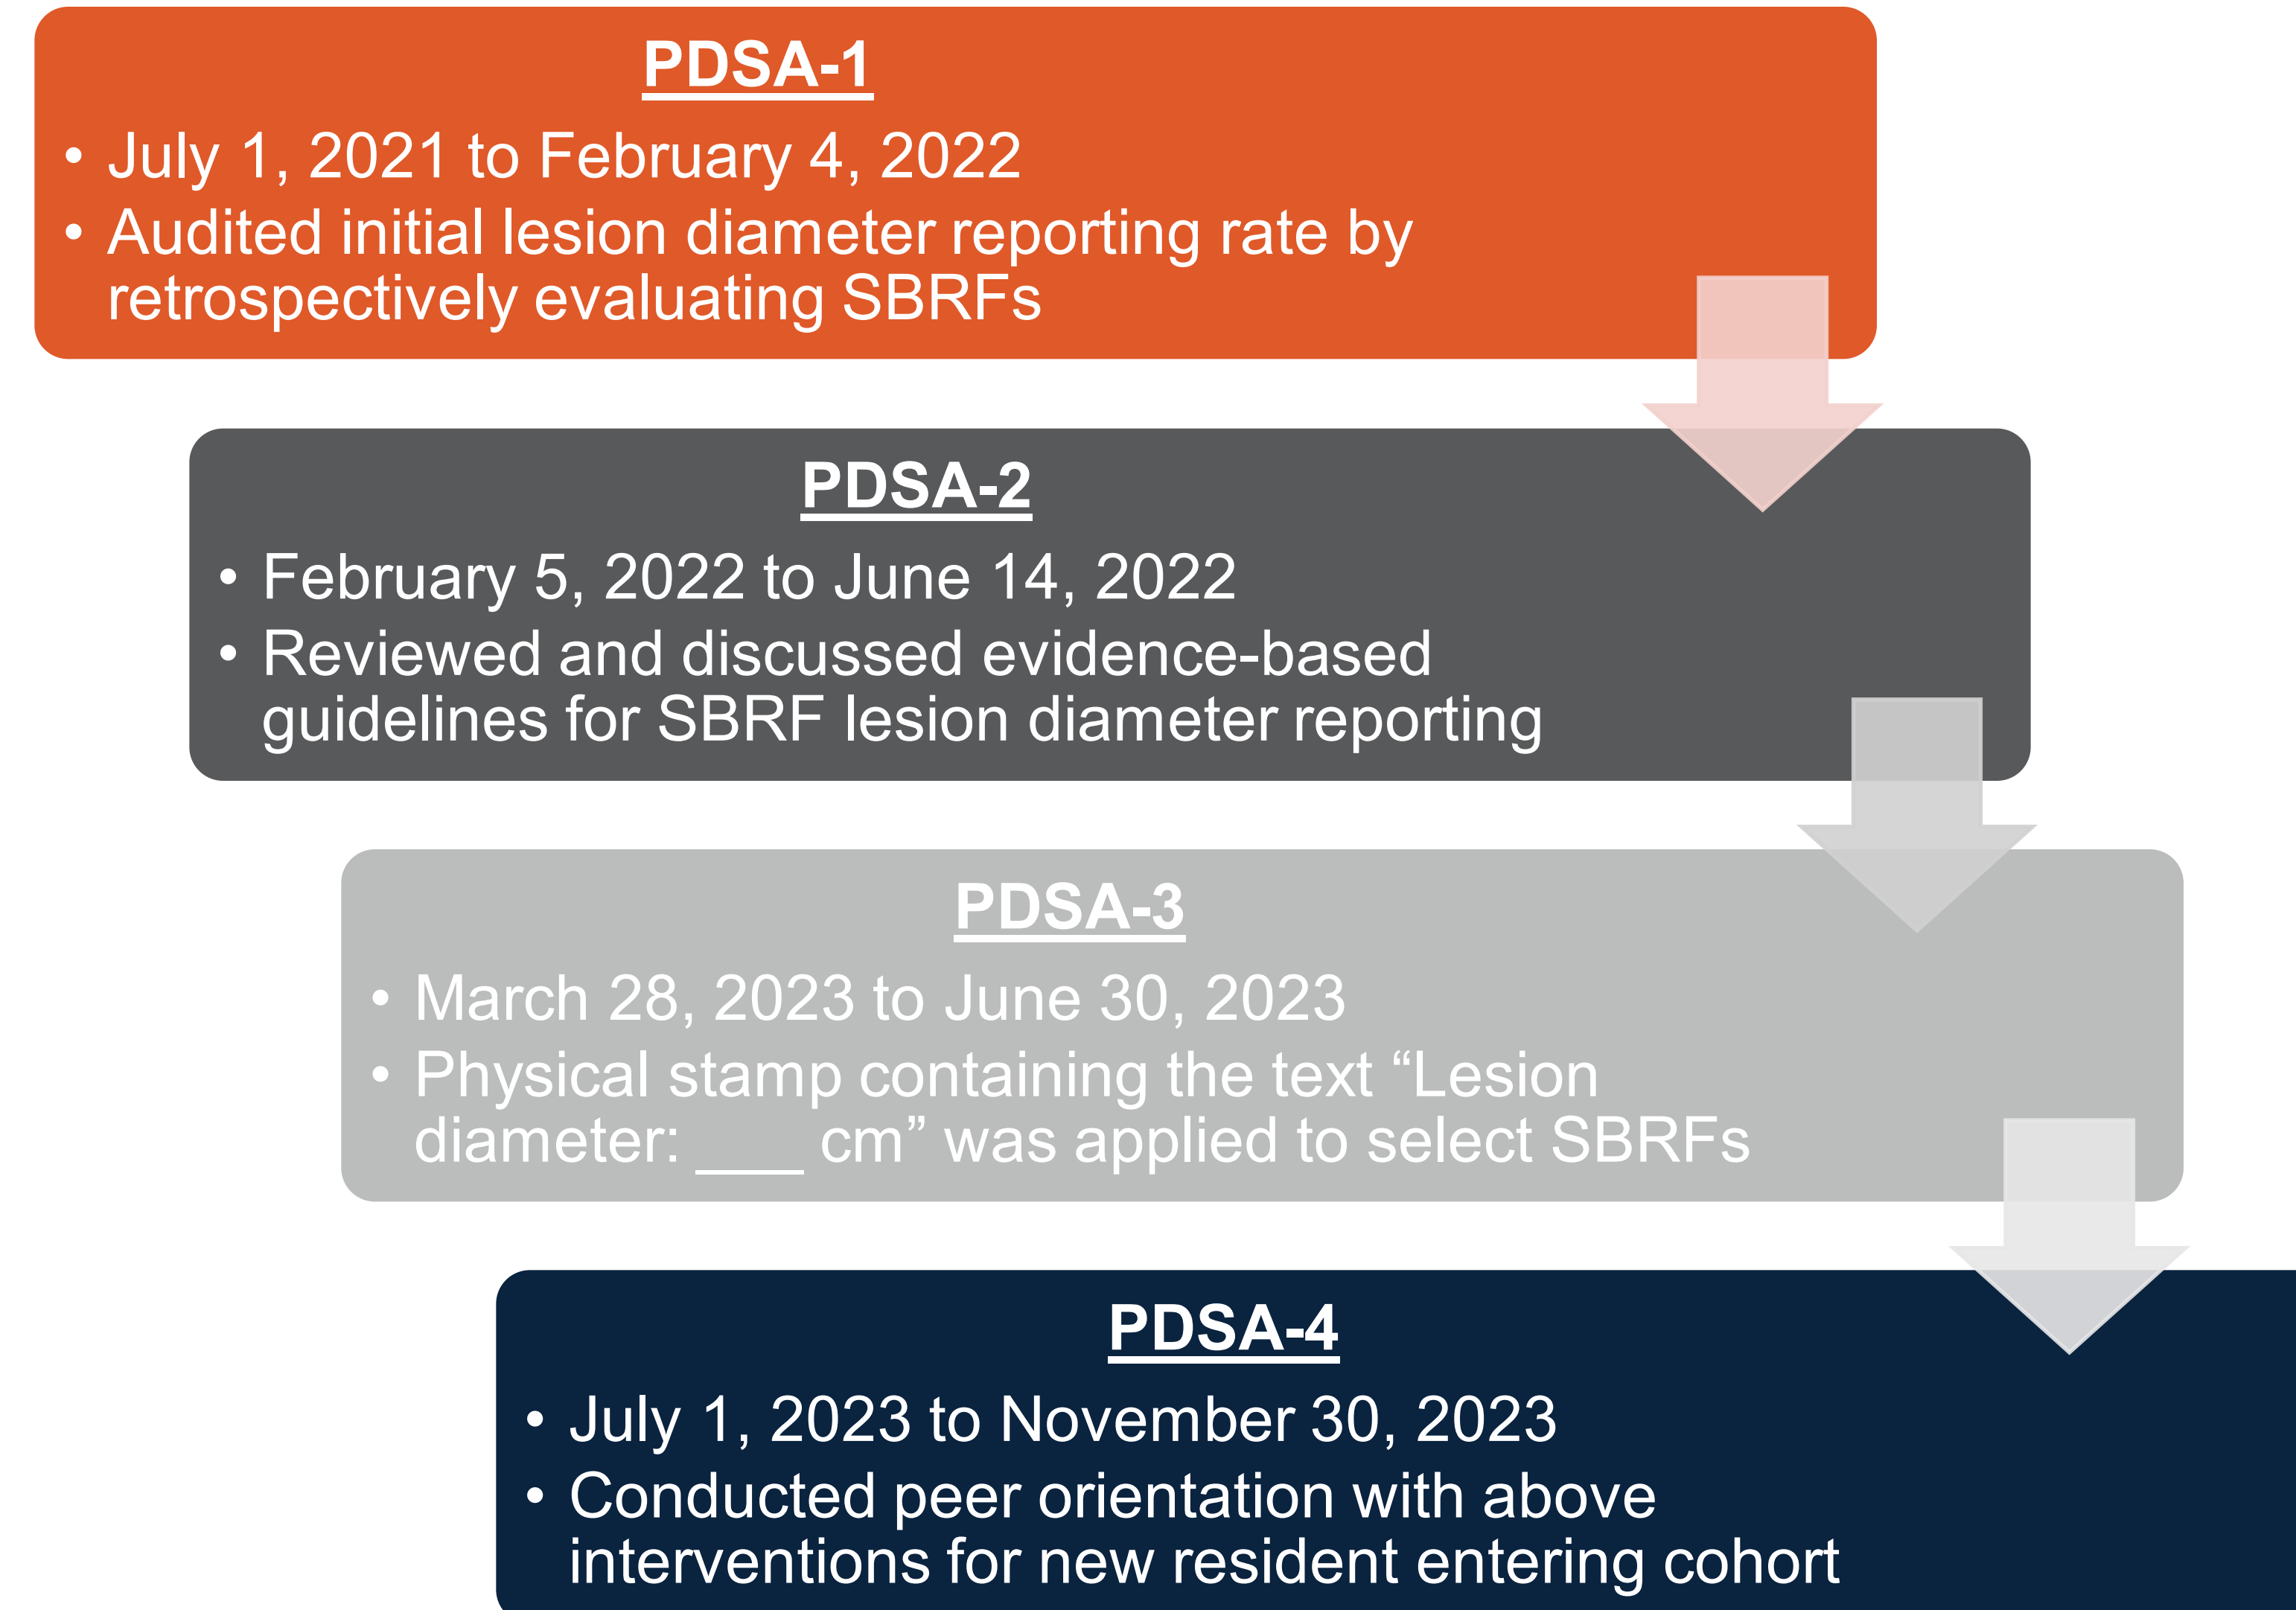 PDSA-1
• July 1, 2021 to February 4, 2022
• Audited initial lesion diameter reporting rate by
retrospectively evaluating SBRFs
PDSA-2
• February 5, 2022 to June 14, 2022
• Reviewed and discussed evidence-based
guidelines for SBRF lesion diameter reporting
PDSA-3
• March 28, 2023 to June 30, 2023
• Physical stamp containing the text “Lesion
diameter: ____ cm” was applied to select SBRFs
PDSA-4
• July 1, 2023 to November 30, 2023
• Conducted peer orientation with above
interventions for new resident entering cohort